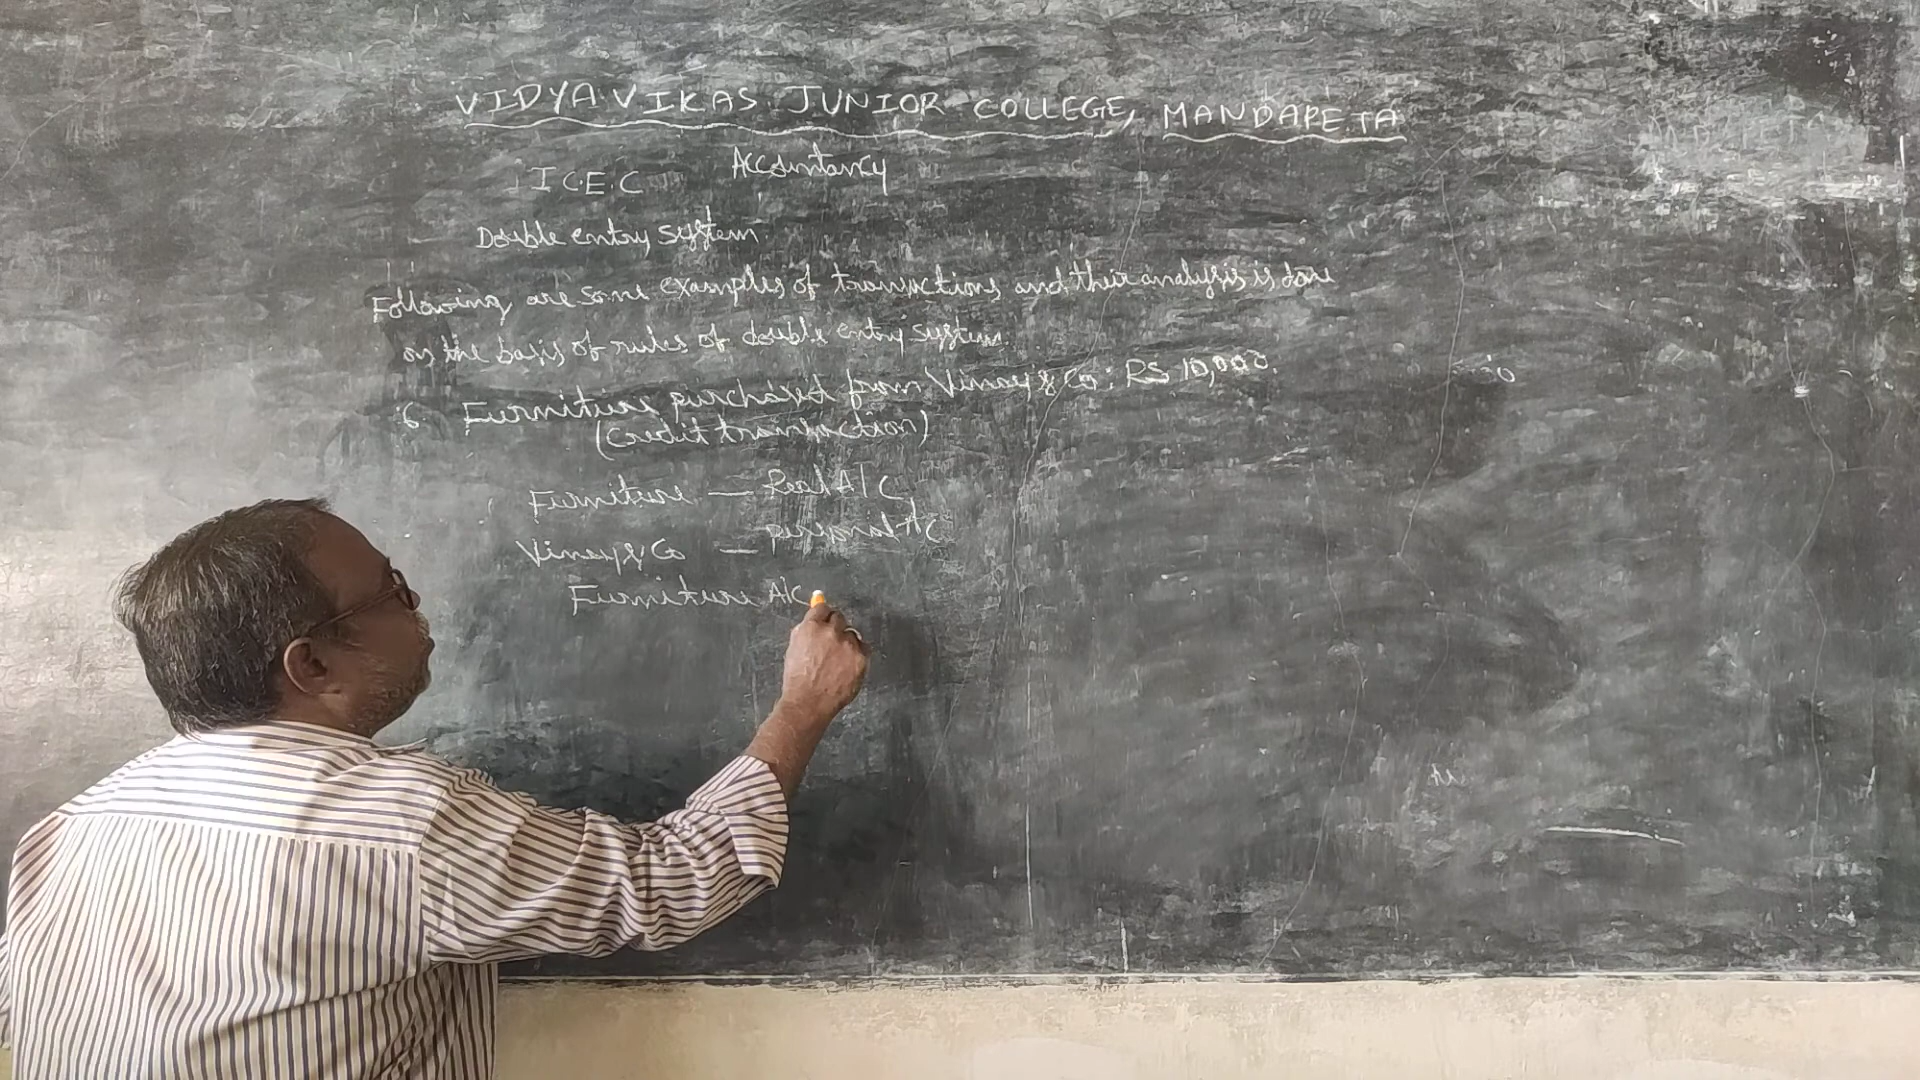 VIDYA.VIKAS.JUNIOR COLLEGE, MANDAPETA
I C.E.C Accountancy
Double entry system
Following are some examples of transactions and their analysis is done
on the basis of rules of double entry system.
6. Furniture purchased from Vinay & Co: RS 10,000.
(Credit transaction)
Furniture — Real A/C
Vinay & Co — personal A/C
Furniture A/C